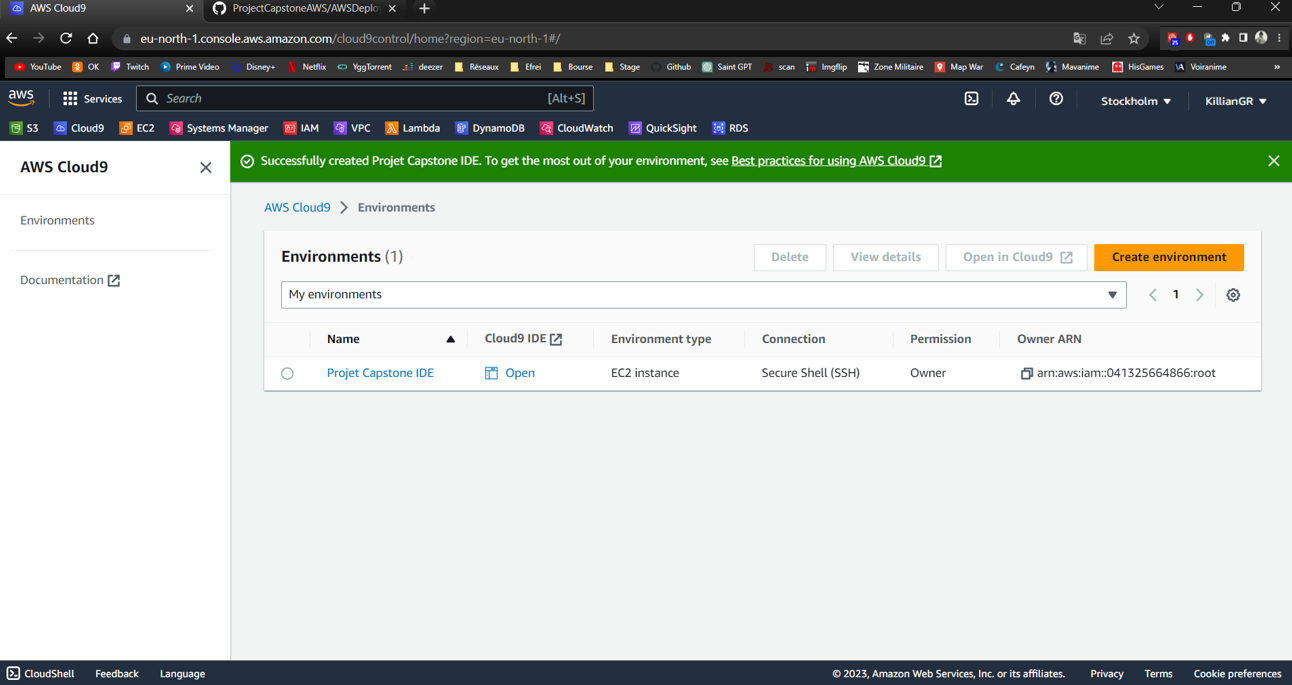 AWS Cloud9
ProjectCapstoneAWS/AWSDeplo
eu-north-1.console.aws.amazon.com/cloud9control/home?region=eu-north-1#/
YouTube OK Twitch Prime Video Disney+ Netflix YggTorrent deezer Réseaux Efrei Bourse Stage Github Saint GPT scan Imgflip Zone Militaire Map War Cafeyn Mavanime HisGames Voiranime »
aws Services Search [Alt+S] Stockholm KillianGR
S3 Cloud9 EC2 Systems Manager IAM VPC Lambda DynamoDB CloudWatch QuickSight RDS
AWS Cloud9
Successfully created Projet Capstone IDE. To get the most out of your environment, see Best practices for using AWS Cloud9
Environments
Documentation
AWS Cloud9 > Environments
Environments (1)
Delete View details Open in Cloud9 Create environment
My environments 1
Name Cloud9 IDE Environment type Connection Permission Owner ARN
Projet Capstone IDE Open EC2 instance Secure Shell (SSH) Owner arn:aws:iam::041325664866:root
CloudShell Feedback Language © 2023, Amazon Web Services, Inc. or its affiliates. Privacy Terms Cookie preferences